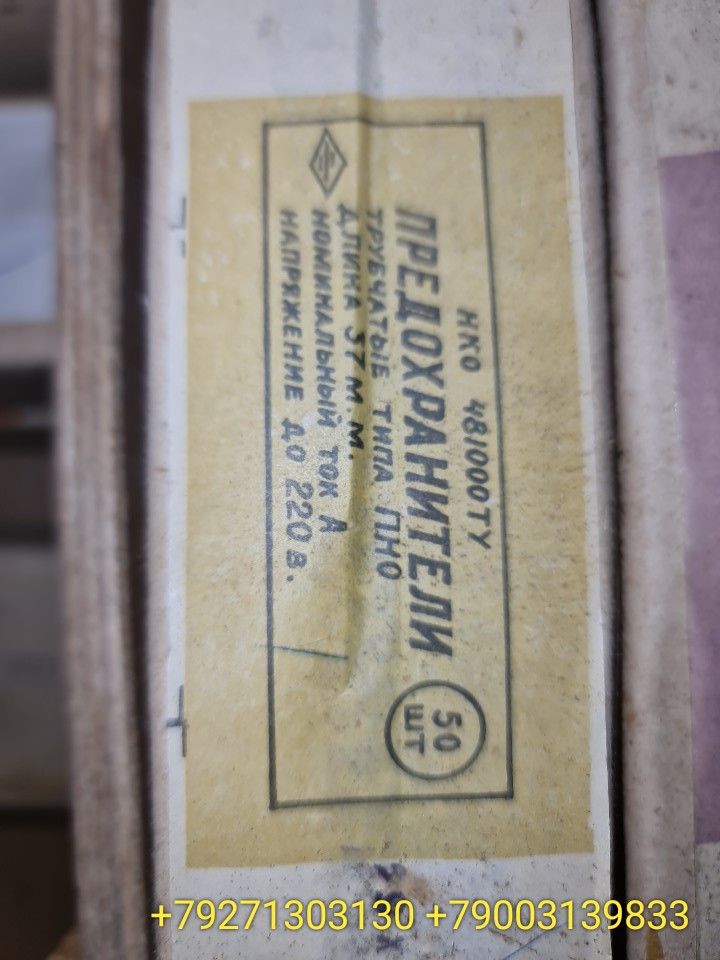 НКО 481000ТУ
ПРЕДОХРАНИТЕЛИ
ТРУБЧАТЫЕ ТИПА ПНО
ДЛИНА 37 М.М.
НОМИНАЛЬНЫЙ ТОК А
НАПРЯЖЕНИЕ ДО 220 В.
50
ШТ
+79271303130 +79003139833